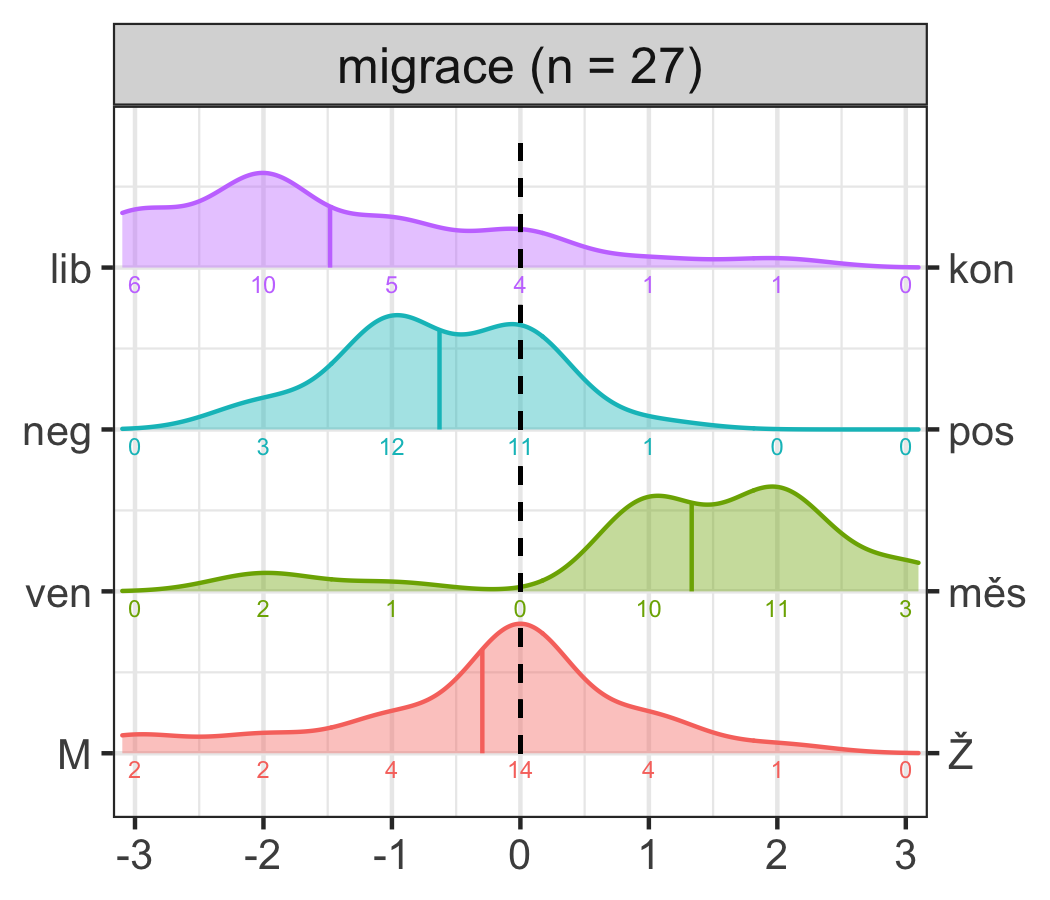 migrace (n = 27)
lib kon
6 10 5 4 1 1 0
neg pos
0 3 12 11 1 0 0
ven měs
0 2 1 0 10 11 3
M Ž
2 2 4 14 4 1 0
-3 -2 -1 0 1 2 3